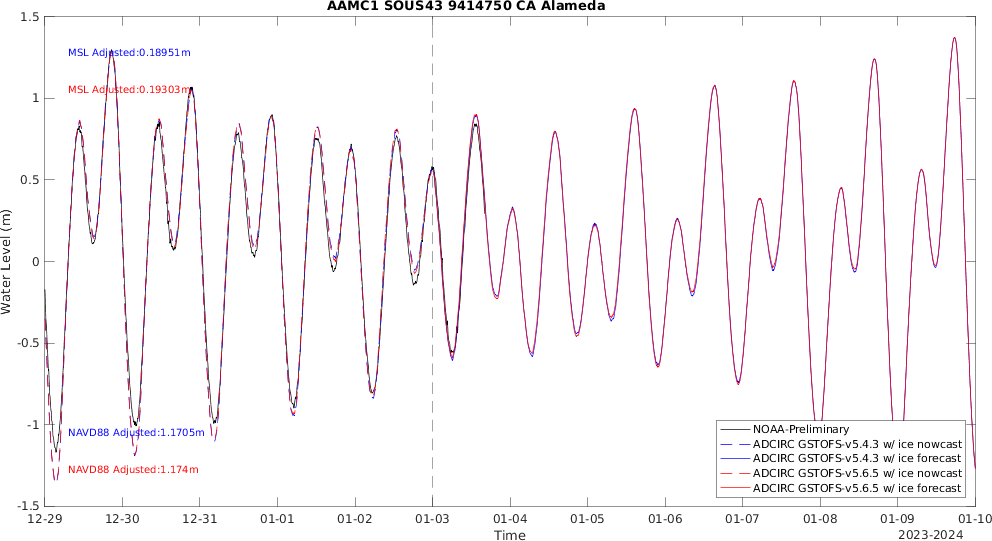 AAMC1 SOUS43 9414750 CA Alameda
1.5
MSL Adjusted:0.18951m
MSL Adjusted:0.19303m
1
0.5
0
Water Level (m)
-0.5
-1
NAVD88 Adjusted:1.1705m
NAVD88 Adjusted:1.174m
-1.5
NOAA-Preliminary
ADCIRC GSTOFS-v5.4.3 w/ ice nowcast
ADCIRC GSTOFS-v5.4.3 w/ ice forecast
ADCIRC GSTOFS-v5.6.5 w/ ice nowcast
ADCIRC GSTOFS-v5.6.5 w/ ice forecast
12-29 12-30 12-31 01-01 01-02 01-03 01-04 01-05 01-06 01-07 01-08 01-09 01-10
Time
2023-2024